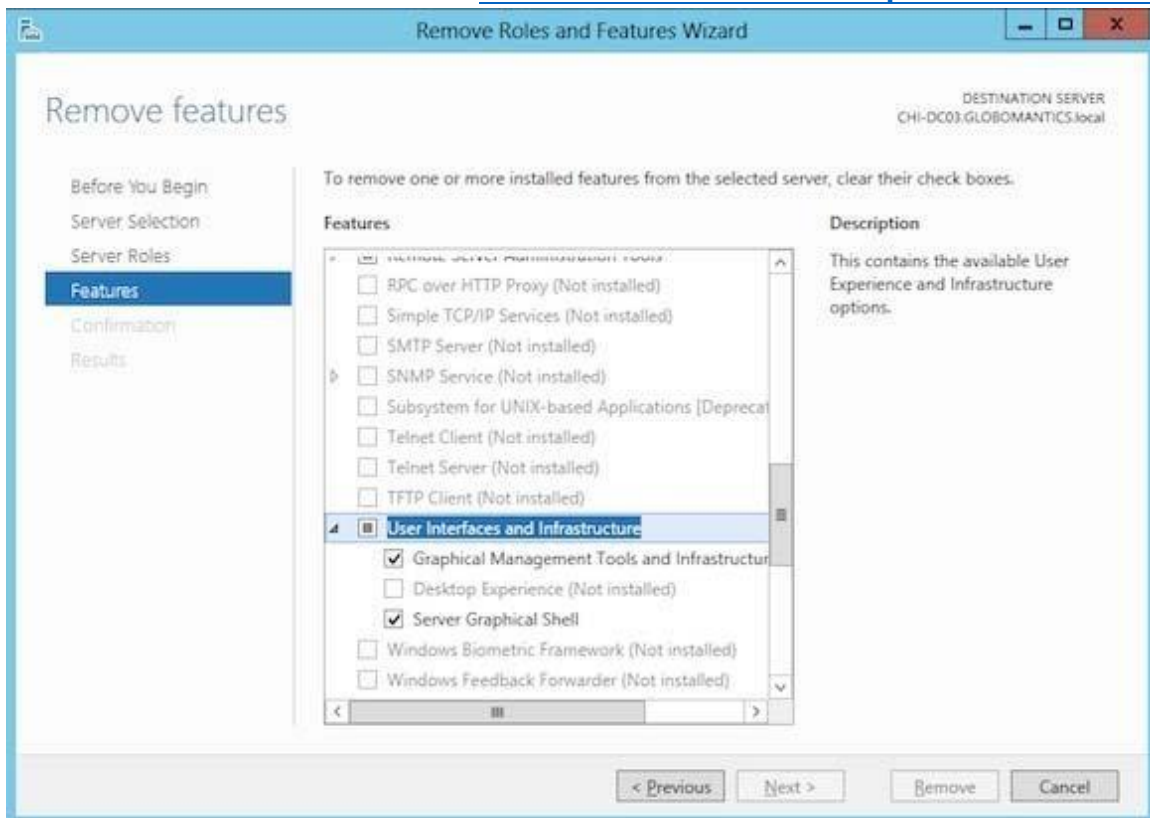 Remove Roles and Features Wizard
Remove features
DESTINATION SERVER
CHI-DC03.GLOBOMANTICS.local
Before You Begin
Server Selection
Server Roles
Features
Confirmation
Results
To remove one or more installed features from the selected server, clear their check boxes.
Features
Remote Server Administration Tools
RPC over HTTP Proxy (Not installed)
Simple TCP/IP Services (Not installed)
SMTP Server (Not installed)
SNMP Service (Not installed)
Subsystem for UNIX-based Applications [Deprecat
Telnet Client (Not installed)
Telnet Server (Not installed)
TFTP Client (Not installed)
User Interfaces and Infrastructure
Graphical Management Tools and Infrastructur
Desktop Experience (Not installed)
Server Graphical Shell
Windows Biometric Framework (Not installed)
Windows Feedback Forwarder (Not installed)
Description
This contains the available User
Experience and Infrastructure
options.
< Previous
Next >
Remove
Cancel